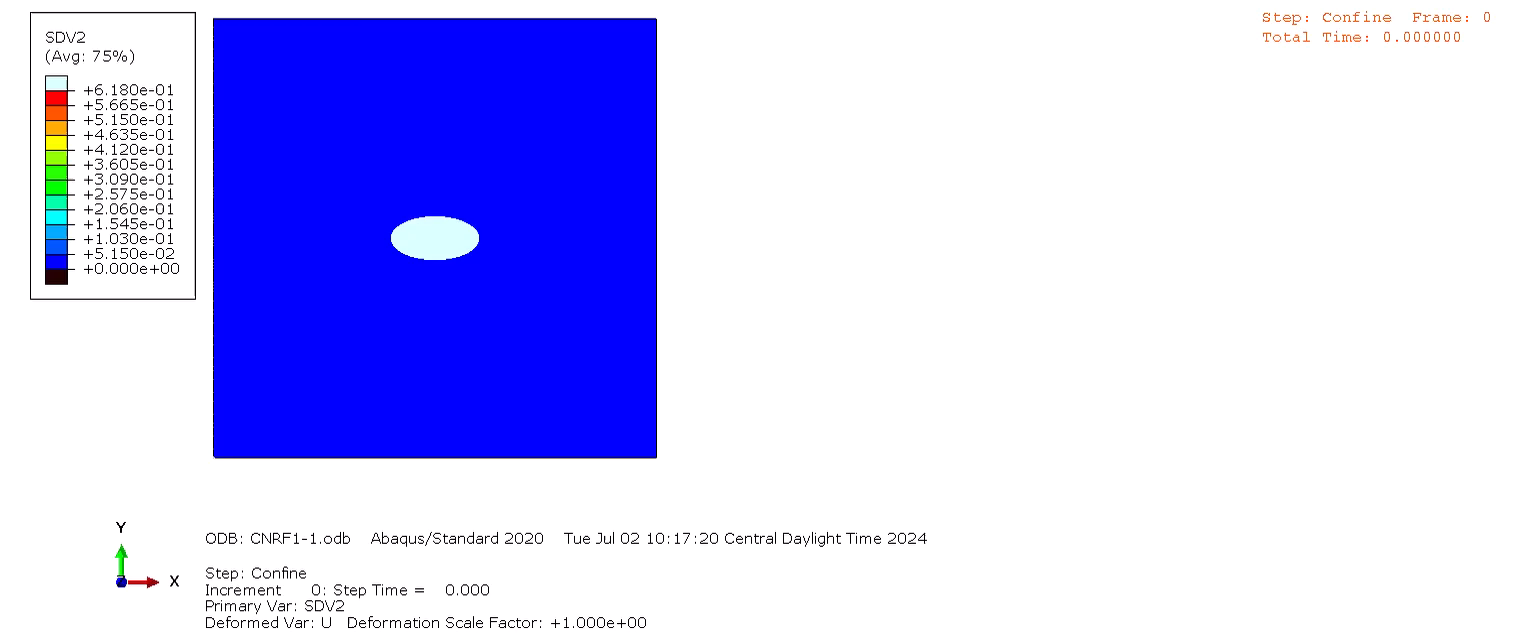 SDV2
(Avg: 75%)
+6.180e-01
+5.665e-01
+5.150e-01
+4.635e-01
+4.120e-01
+3.605e-01
+3.090e-01
+2.575e-01
+2.060e-01
+1.545e-01
+1.030e-01
+5.150e-02
+0.000e+00
Step: Confine Frame: 0
Total Time: 0.000000
Y
X
ODB: CNRF1-1.odb Abaqus/Standard 2020 Tue Jul 02 10:17:20 Central Daylight Time 2024
Step: Confine
Increment 0: Step Time = 0.000
Primary Var: SDV2
Deformed Var: U Deformation Scale Factor: +1.000e+00